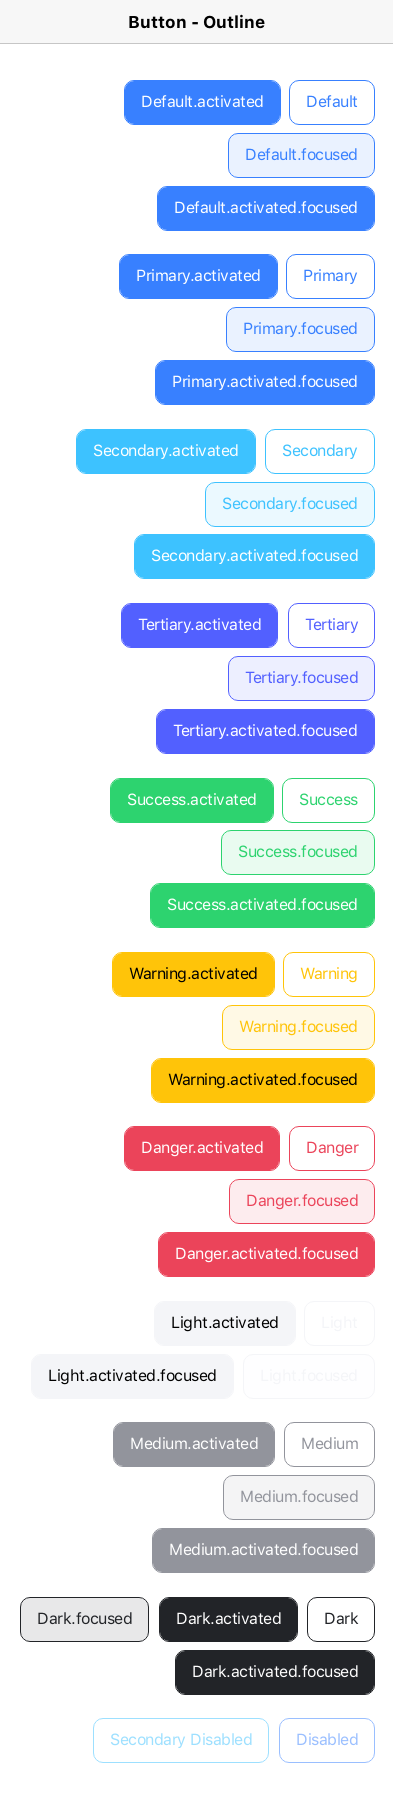 Button - Outline
Default.activated Default
Default.focused
Default.activated.focused
Primary.activated Primary
Primary.focused
Primary.activated.focused
Secondary.activated Secondary
Secondary.focused
Secondary.activated.focused
Tertiary.activated Tertiary
Tertiary.focused
Tertiary.activated.focused
Success.activated Success
Success.focused
Success.activated.focused
Warning.activated Warning
Warning.focused
Warning.activated.focused
Danger.activated Danger
Danger.focused
Danger.activated.focused
Light.activated Light
Light.activated.focused Light.focused
Medium.activated Medium
Medium.focused
Medium.activated.focused
Dark.focused Dark.activated Dark
Dark.activated.focused
Secondary Disabled Disabled